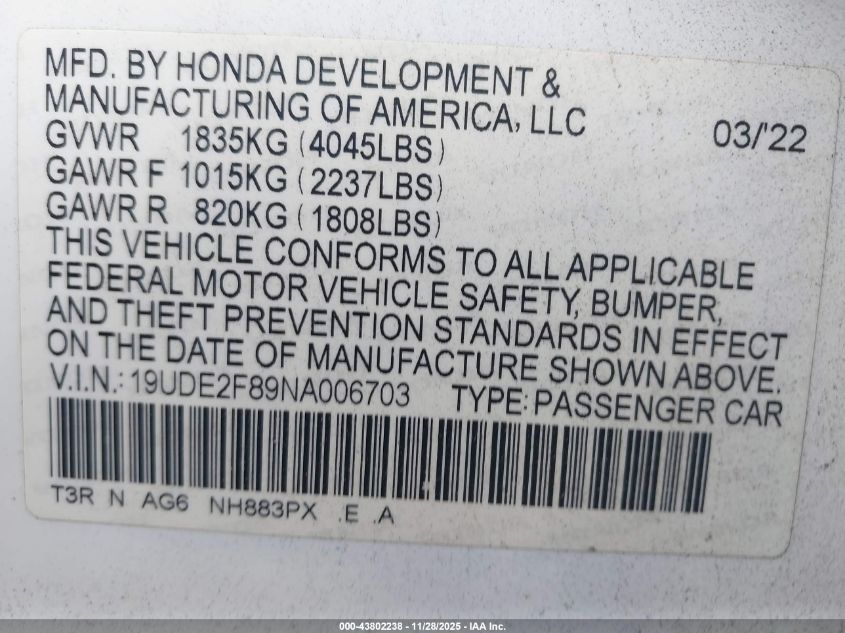 MFD. BY HONDA DEVELOPMENT &
MANUFACTURING OF AMERICA, LLC
03/'22
GVWR 1835KG (4045LBS)
GAWR F 1015KG (2237LBS)
GAWR R 820KG (1808LBS)
THIS VEHICLE CONFORMS TO ALL APPLICABLE
FEDERAL MOTOR VEHICLE SAFETY, BUMPER,
AND THEFT PREVENTION STANDARDS IN EFFECT
ON THE DATE OF MANUFACTURE SHOWN ABOVE.
V.I.N.: 19UDE2F89NA006703 TYPE: PASSENGER CAR
T3R N AG6 NH883PX .E .A
000-43802238 - 11/28/2025 - IAA Inc.